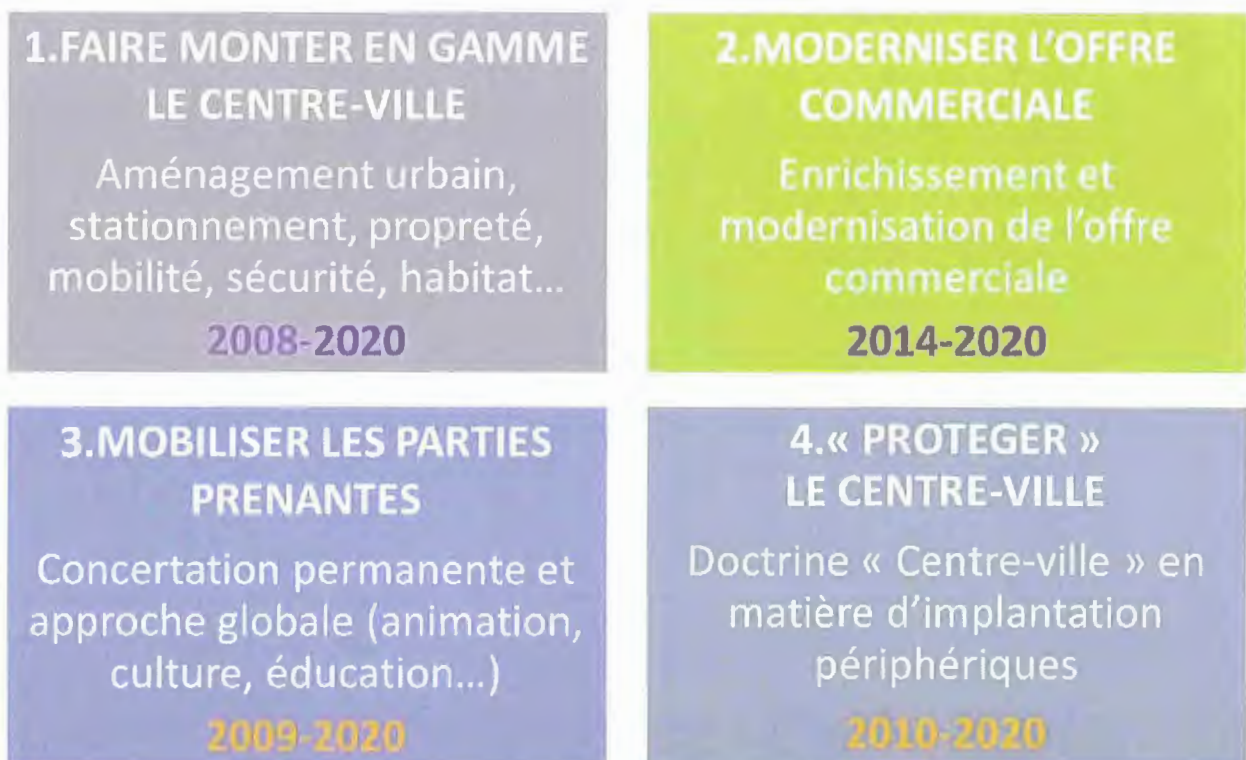 1.FAIRE MONTER EN GAMME
LE CENTRE-VILLE
Aménagement urbain,
stationnement, propreté,
mobilité, sécurité, habitat...
2008-2020
2.MODERNISER L'OFFRE
COMMERCIALE
Enrichissement et
modernisation de l'offre
commerciale
2014-2020
3.MOBILISER LES PARTIES
PRENANTES
Concertation permanente et
approche globale (animation,
culture, éducation...)
2009-2020
4.« PROTEGER »
LE CENTRE-VILLE
Doctrine « Centre-ville » en
matière d'implantation
périphériques
2010-2020